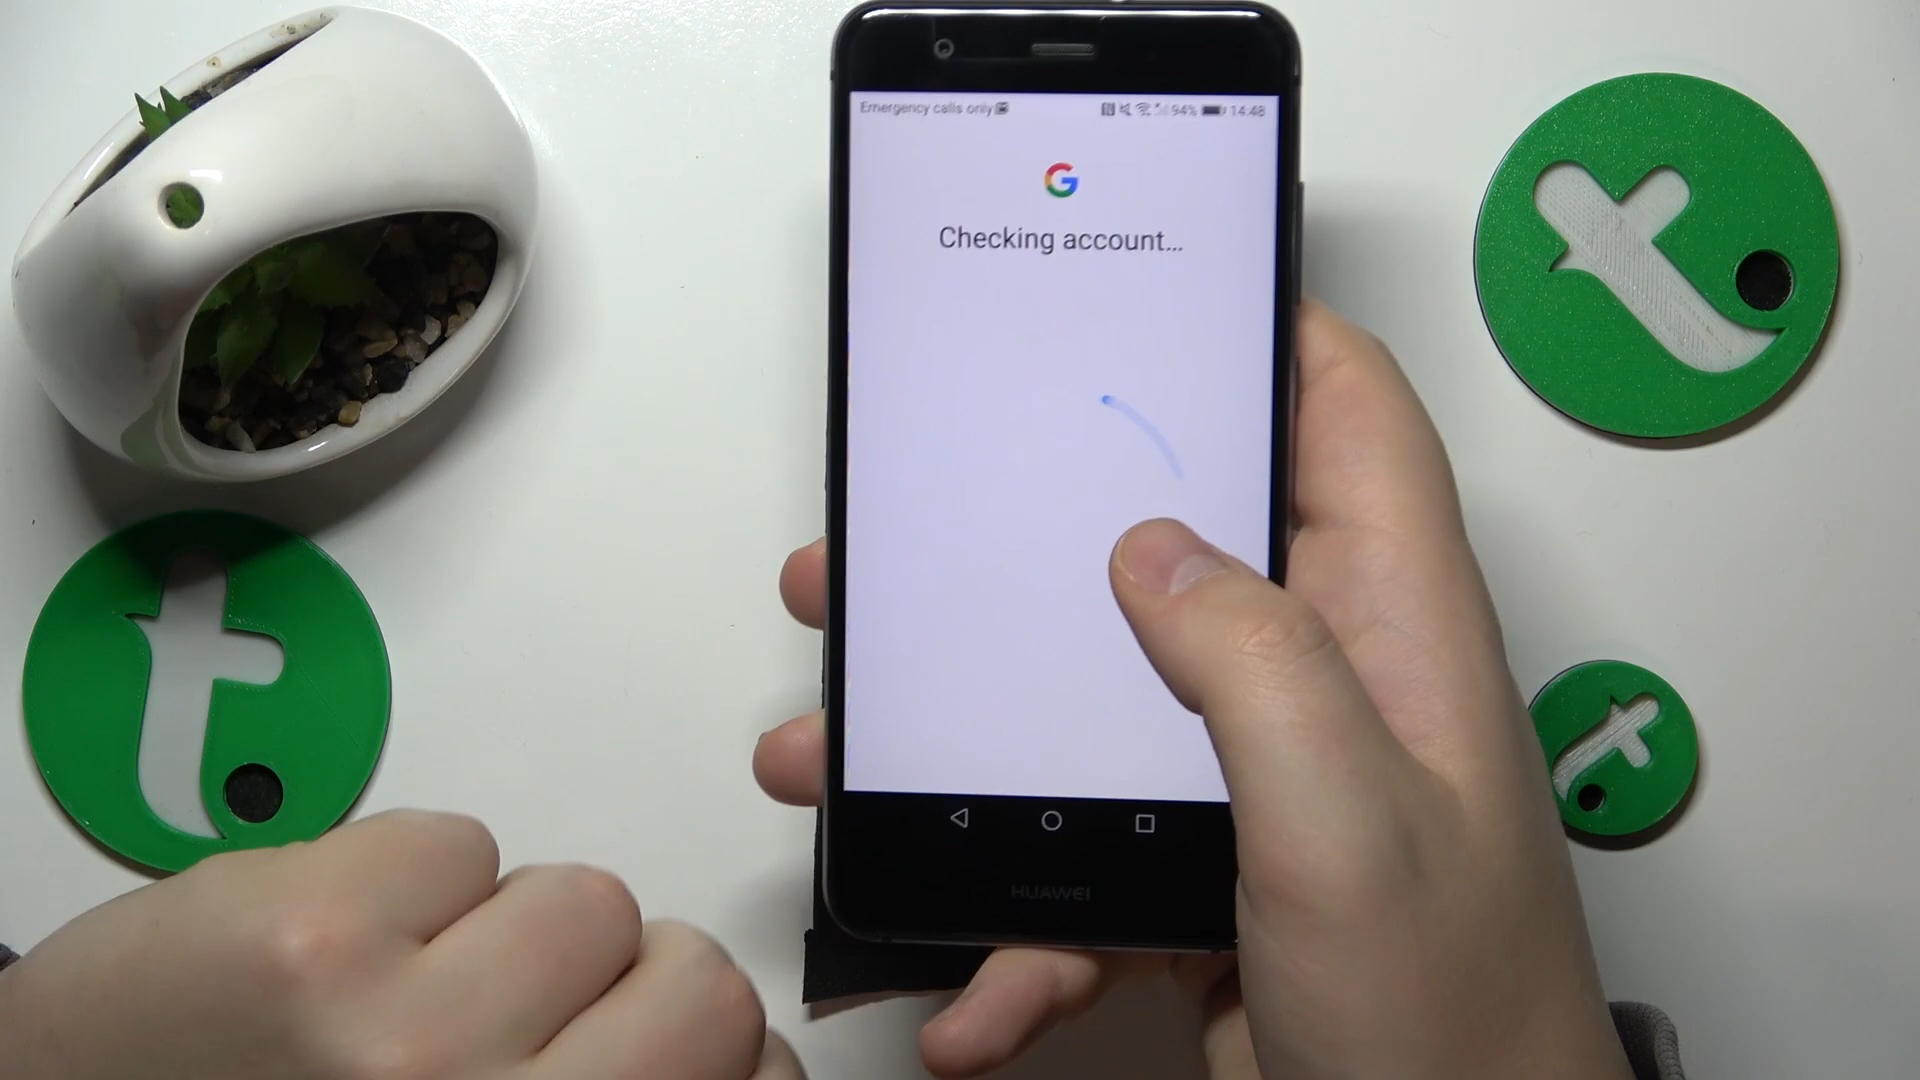 Emergency calls only
94% 14:48
G
Checking account...
HUAWEI
t
t
t